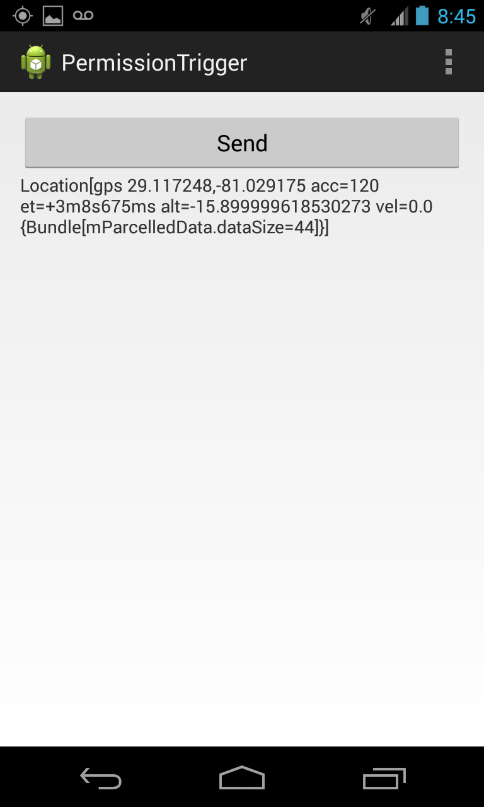 8:45
PermissionTrigger
Send
Location[gps 29.117248,-81.029175 acc=120
et=+3m8s675ms alt=-15.899999618530273 vel=0.0
{Bundle[mParcelledData.dataSize=44]}]